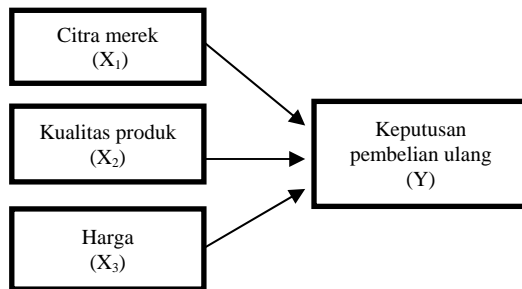 Citra merek
(X₁)
Kualitas produk
(X₂)
Harga
(X₃)
Keputusan
pembelian ulang
(Y)